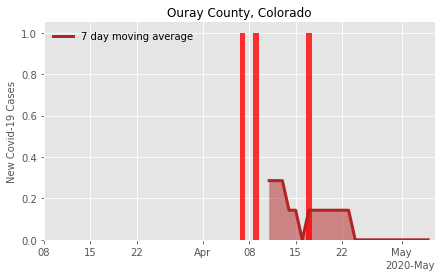 Ouray County, Colorado
7 day moving average
New Covid-19 Cases
1.0
0.8
0.6
0.4
0.2
0.0
08 15 22 Apr 08 15 22 May
2020-May